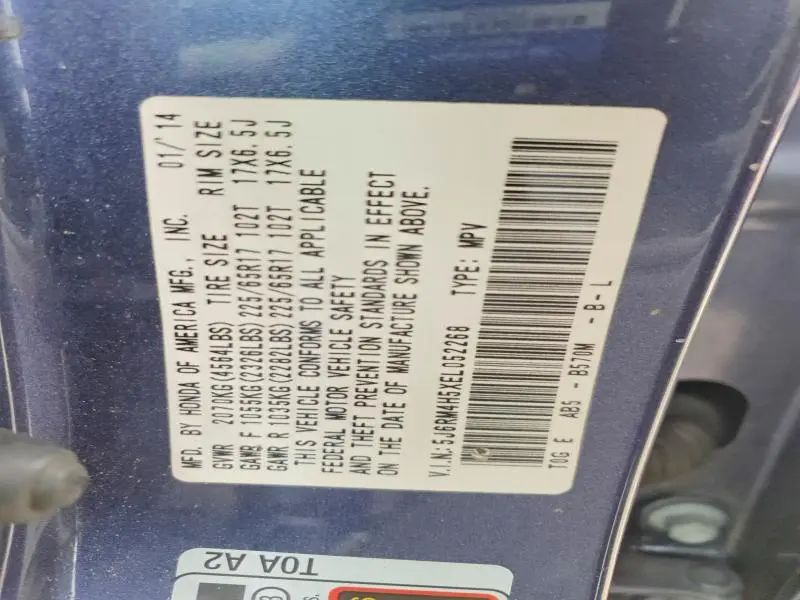 MFD. BY HONDA OF AMERICA MFG., INC. 01/'14
GVWR 2070KG(4564LBS) TIRE SIZE RIM SIZE
GAWR F 1055KG(2326LBS) 225/65R17 102T 17X6.5J
GAWR R 1035KG(2282LBS) 225/65R17 102T 17X6.5J
THIS VEHICLE CONFORMS TO ALL APPLICABLE
FEDERAL MOTOR VEHICLE SAFETY
AND THEFT PREVENTION STANDARDS IN EFFECT
ON THE DATE OF MANUFACTURE SHOWN ABOVE.
V.I.N.:5J6RM4H5XEL052268 TYPE: MPV
T0G E AB5 - B570M - B - L
T0A A2